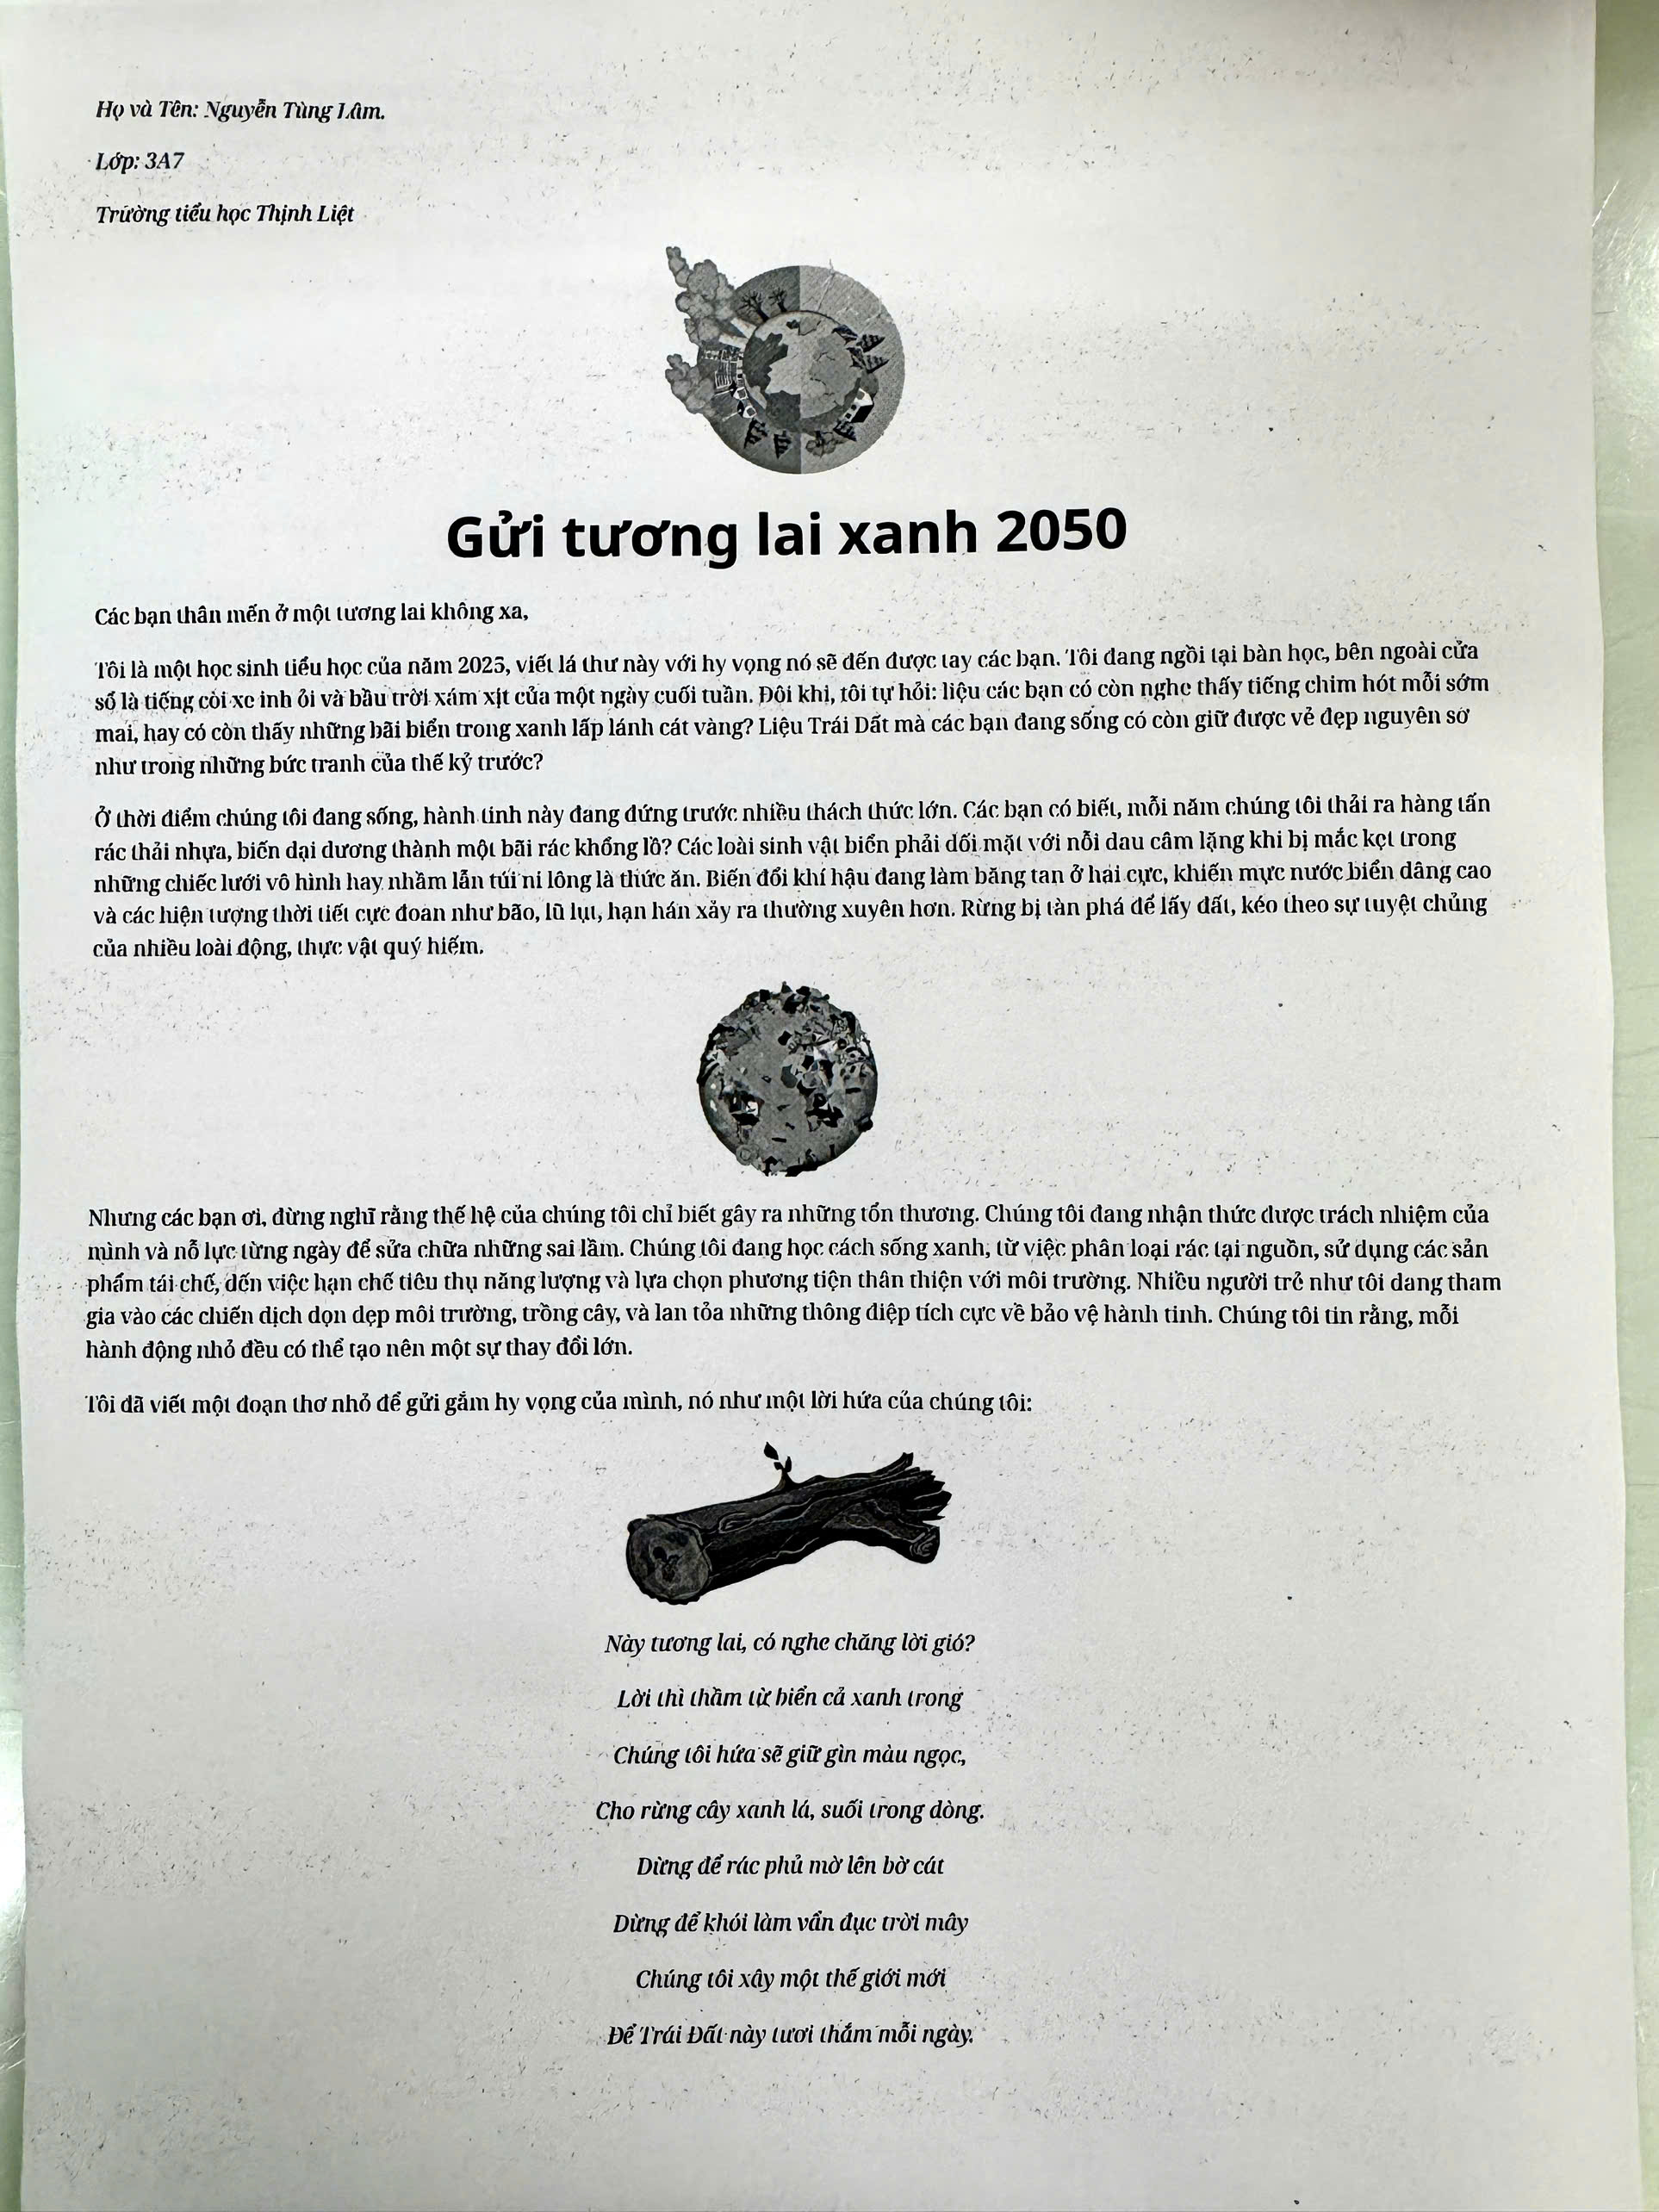 Họ và Tên: Nguyễn Tùng Lâm.
Lớp: 3A7
Trường tiểu học Thịnh Liệt
Gửi tương lai xanh 2050
Các bạn thân mến ở một tương lai không xa,
Tôi là một học sinh tiểu học của năm 2025, viết lá thư này với hy vọng nó sẽ đến được tay các bạn. Tôi đang ngồi tại bàn học, bên ngoài cửa
sổ là tiếng còi xe inh ỏi và bầu trời xám xịt của một ngày cuối tuần. Đôi khi, tôi tự hỏi: liệu các bạn có còn nghe thấy tiếng chim hót mỗi sớm
mai, hay có còn thấy những bãi biển trong xanh lấp lánh cát vàng? Liệu Trái Đất mà các bạn đang sống có còn giữ được vẻ đẹp nguyên sơ
như trong những bức tranh của thế kỷ trước?
Ở thời điểm chúng tôi đang sống, hành tinh này đang đứng trước nhiều thách thức lớn. Các bạn có biết, mỗi năm chúng tôi thải ra hàng tấn
rác thải nhựa, biến đại dương thành một bãi rác khổng lồ? Các loài sinh vật biển phải đối mặt với nỗi đau câm lặng khi bị mắc kẹt trong
những chiếc lưới vô hình hay nhầm lẫn túi ni lông là thức ăn. Biến đổi khí hậu đang làm băng tan ở hai cực, khiến mực nước biển dâng cao
và các hiện tượng thời tiết cực đoan như bão, lũ lụt, hạn hán xảy ra thường xuyên hơn. Rừng bị tàn phá để lấy đất, kéo theo sự tuyệt chủng
của nhiều loài động, thực vật quý hiếm.
Nhưng các bạn ơi, đừng nghĩ rằng thế hệ của chúng tôi chỉ biết gây ra những tổn thương. Chúng tôi đang nhận thức được trách nhiệm của
mình và nỗ lực từng ngày để sửa chữa những sai lầm. Chúng tôi đang học cách sống xanh, từ việc phân loại rác tại nguồn, sử dụng các sản
phẩm tái chế, đến việc hạn chế tiêu thụ năng lượng và lựa chọn phương tiện thân thiện với môi trường. Nhiều người trẻ như tôi đang tham
gia vào các chiến dịch dọn dẹp môi trường, trồng cây, và lan tỏa những thông điệp tích cực về bảo vệ hành tinh. Chúng tôi tin rằng, mỗi
hành động nhỏ đều có thể tạo nên một sự thay đổi lớn.
Tôi đã viết một đoạn thơ nhỏ để gửi gắm hy vọng của mình, nó như một lời hứa của chúng tôi:
Này tương lai, có nghe chăng lời gió?
Lời thì thầm từ biển cả xanh trong
Chúng tôi hứa sẽ giữ gìn màu ngọc,
Cho rừng cây xanh lá, suối trong dòng.
Đừng để rác phủ mờ lên bờ cát
Đừng để khói làm vẩn đục trời mây
Chúng tôi xây một thế giới mới
Để Trái Đất này tươi thắm mỗi ngày.